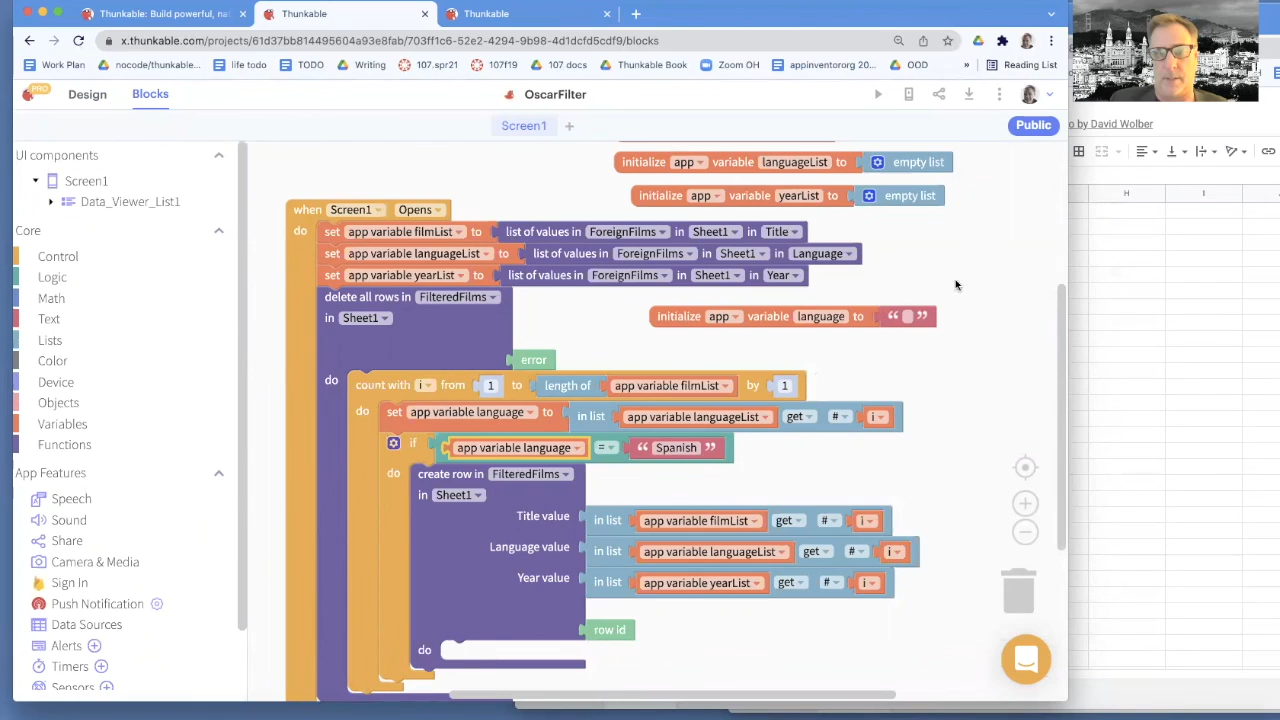 Thunkable: Build powerful, na
Thunkable
Thunkable
x.thunkable.com/projects/61d37bb814495604a93e8fab/703f1fc6-52e2-4294-9b98-4d1dcfd5cdf9/blocks
Work Plan
nocode/thunkable...
life todo
TODO
Writing
107.spr21
107f19
107 docs
Thunkable Book
Zoom OH
appinventororg 20...
OOD
»
Reading List
PRO
Design
Blocks
OscarFilter
Screen1
Public
o by David Wolber
H
I
UI components
Screen1
Data_Viewer_List1
Core
Control
Logic
Math
Text
Lists
Color
Device
Objects
Variables
Functions
App Features
Speech
Sound
Share
Camera & Media
Sign In
Push Notification
Data Sources
Alerts
Timers
Sensors
initialize app variable languageList to empty list
initialize app variable yearList to empty list
when Screen1 Opens
do set app variable filmList to list of values in ForeignFilms in Sheet1 in Title
set app variable languageList to list of values in ForeignFilms in Sheet1 in Language
set app variable yearList to list of values in ForeignFilms in Sheet1 in Year
delete all rows in FilteredFilms
in Sheet1
initialize app variable language to “ ”
error
do count with i from 1 to length of app variable filmList by 1
do set app variable language to in list app variable languageList get # i
if app variable language = “ Spanish ”
do create row in FilteredFilms
in Sheet1
Title value in list app variable filmList get # i
Language value in list app variable languageList get # i
Year value in list app variable yearList get # i
row id
do